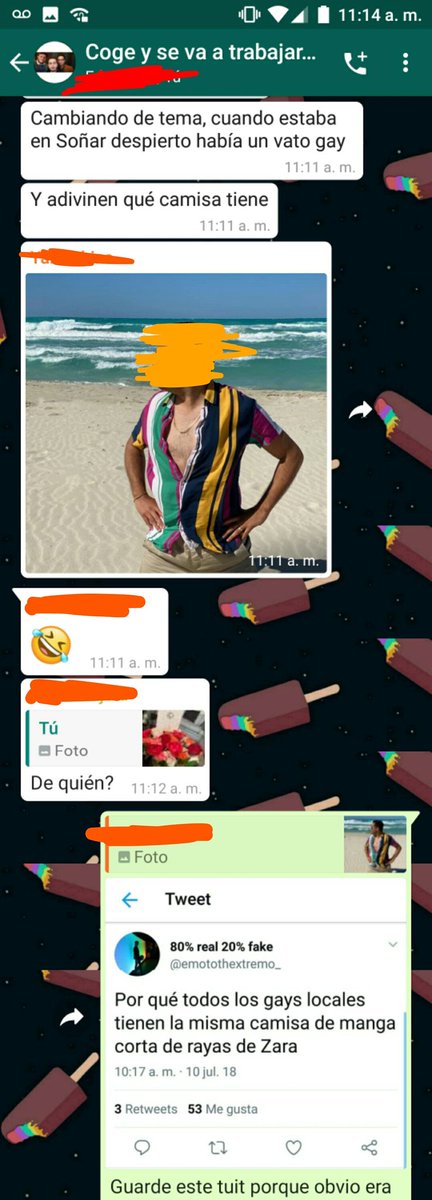 11:14 a. m.
Coge y se va a trabajar...
Tú
Cambiando de tema, cuando estaba
en Soñar despierto había un vato gay
11:11 a. m.
Y adivinen qué camisa tiene
11:11 a. m.
11:11 a. m.
11:11 a. m.
Tú
Foto
De quién?
11:12 a. m.
Foto
Tweet
80% real 20% fake
@emotothextremo_
Por qué todos los gays locales
tienen la misma camisa de manga
corta de rayas de Zara
10:17 a. m. · 10 jul. 18
3 Retweets 53 Me gusta
Guarde este tuit porque obvio era